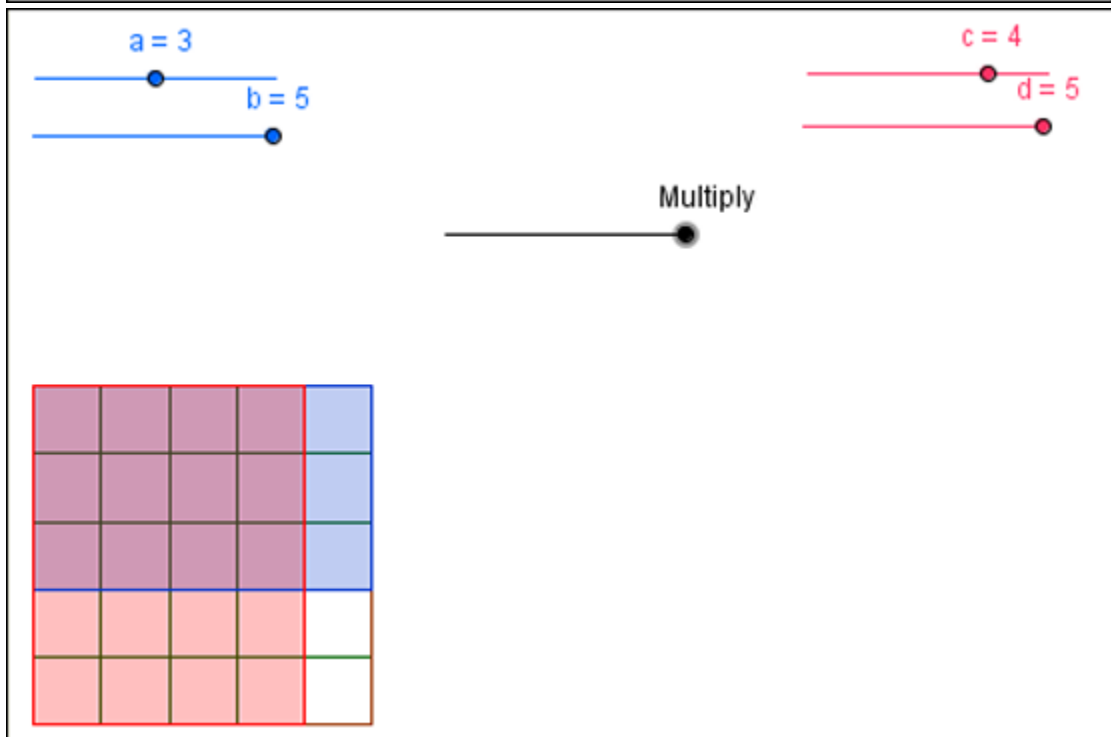 a = 3
b = 5
c = 4
d = 5
Multiply